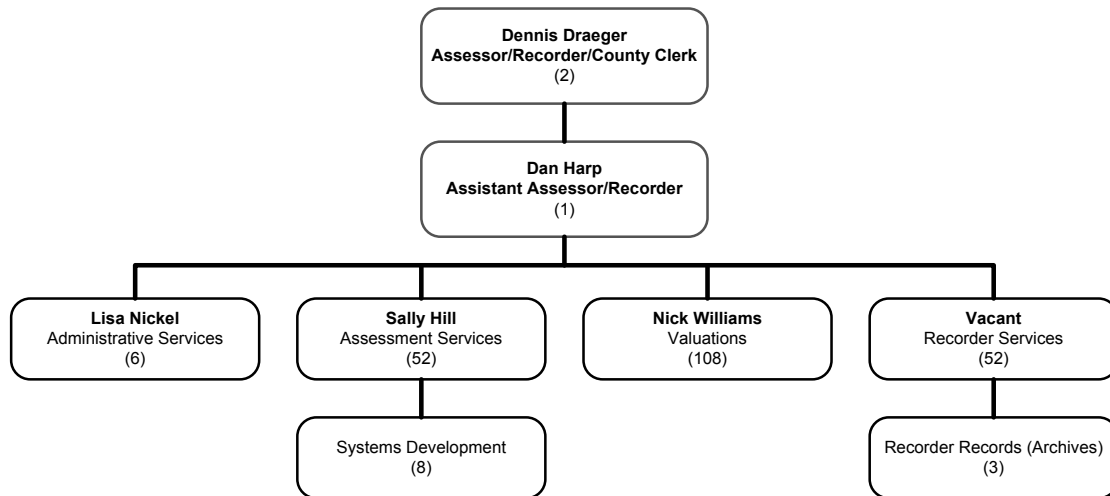 Dennis Draeger
Assessor/Recorder/County Clerk
(2)
Dan Harp
Assistant Assessor/Recorder
(1)
Lisa Nickel
Administrative Services
(6)
Sally Hill
Assessment Services
(52)
Nick Williams
Valuations
(108)
Vacant
Recorder Services
(52)
Systems Development
(8)
Recorder Records (Archives)
(3)